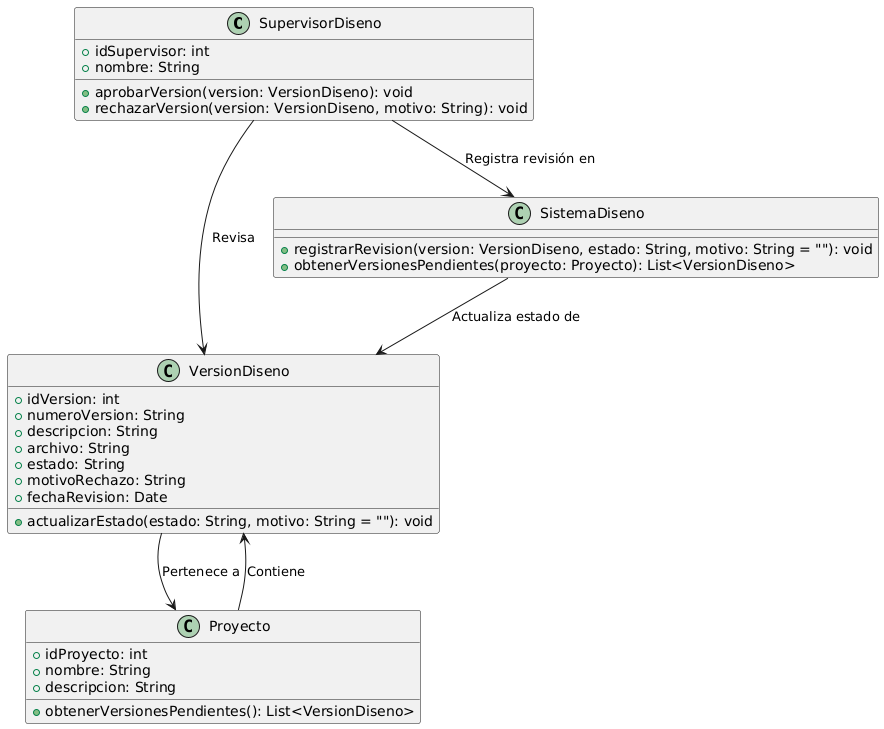 C SupervisorDiseno
idSupervisor: int
nombre: String
aprobarVersion(version: VersionDiseno): void
rechazarVersion(version: VersionDiseno, motivo: String): void
Registra revisión en
C SistemaDiseno
registrarRevision(version: VersionDiseno, estado: String, motivo: String = ""): void
obtenerVersionesPendientes(proyecto: Proyecto): List<VersionDiseno>
Revisa
Actualiza estado de
C VersionDiseno
idVersion: int
numeroVersion: String
descripcion: String
archivo: String
estado: String
motivoRechazo: String
fechaRevision: Date
actualizarEstado(estado: String, motivo: String = ""): void
Pertenece a
Contiene
C Proyecto
idProyecto: int
nombre: String
descripcion: String
obtenerVersionesPendientes(): List<VersionDiseno>